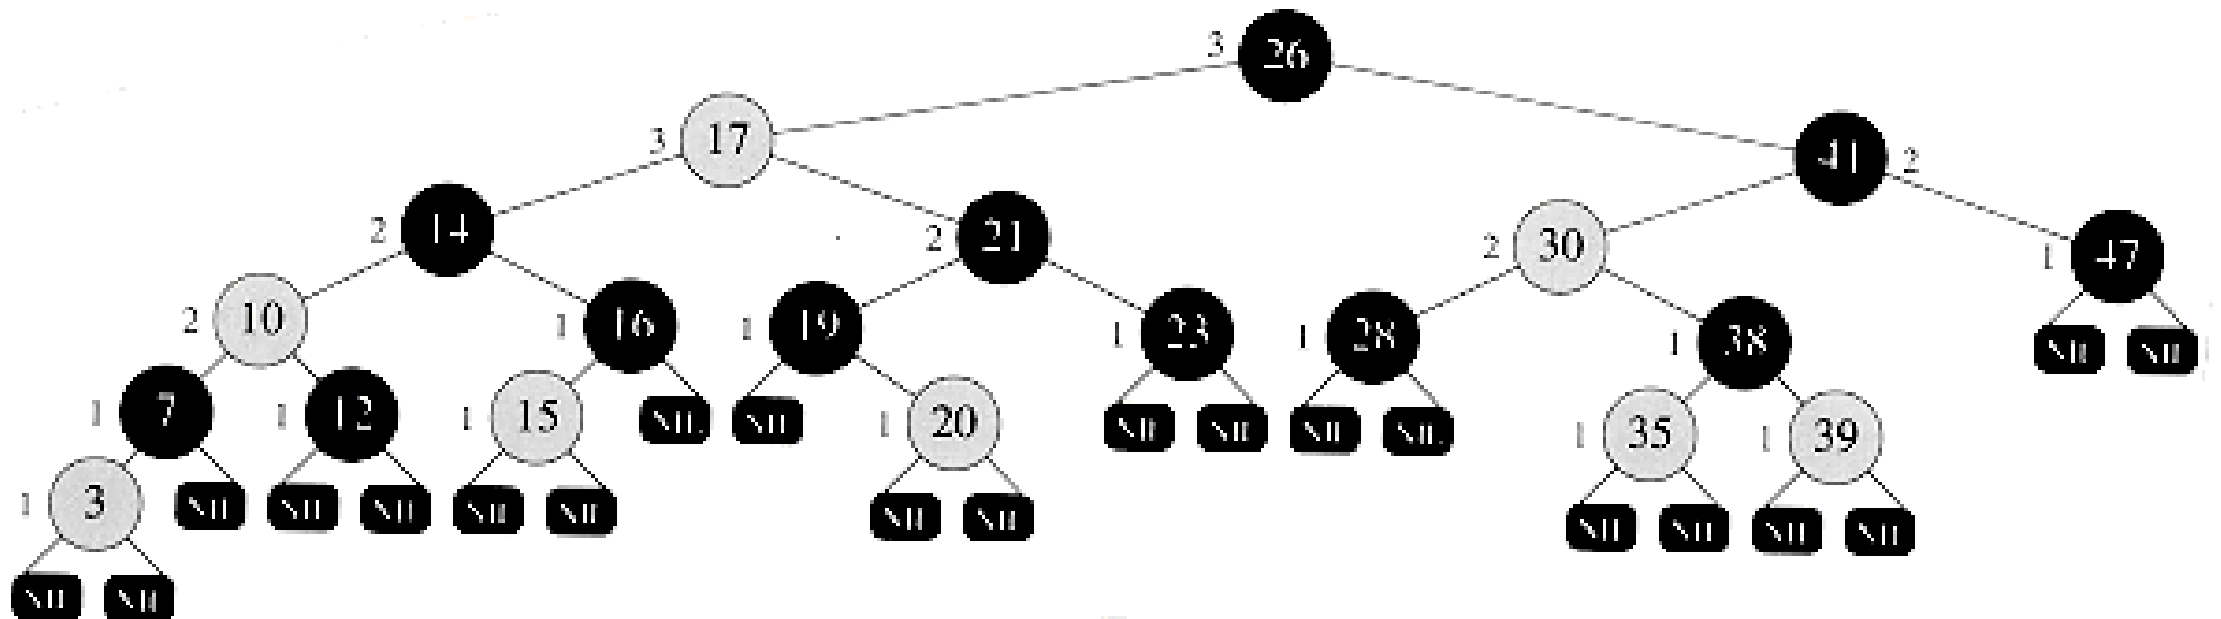 3 26
3 17
41 2
2 14
2 21
2 30
1 47
2 10
1 16
1 19
1 23
1 28
1 38
NIL NIL
1 7
1 12
1 15
NIL
NIL
1 20
NIL NIL
NIL NIL
1 35
1 39
1 3
NIL
NIL NIL
NIL NIL
NIL NIL
NIL NIL
NIL NIL
NIL NIL